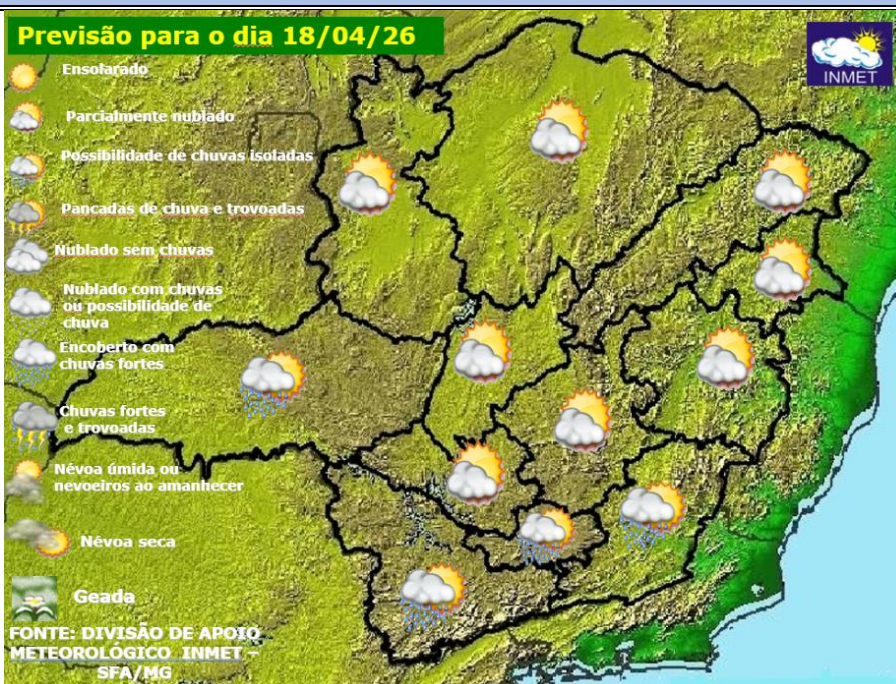 Previsão para o dia 18/04/26
INMET
Ensolarado
Parcialmente nublado
Possibilidade de chuvas isoladas
Pancadas de chuva e trovoadas
Nublado sem chuvas
Nublado com chuvas
ou possibilidade de
chuva
Encoberto com
chuvas fortes
Chuvas fortes
e trovoadas
Névoa úmida ou
nevoeiros ao amanhecer
Névoa seca
Geada
FONTE: DIVISÃO DE APOIO
METEOROLÓGICO INMET –
SFA/MG